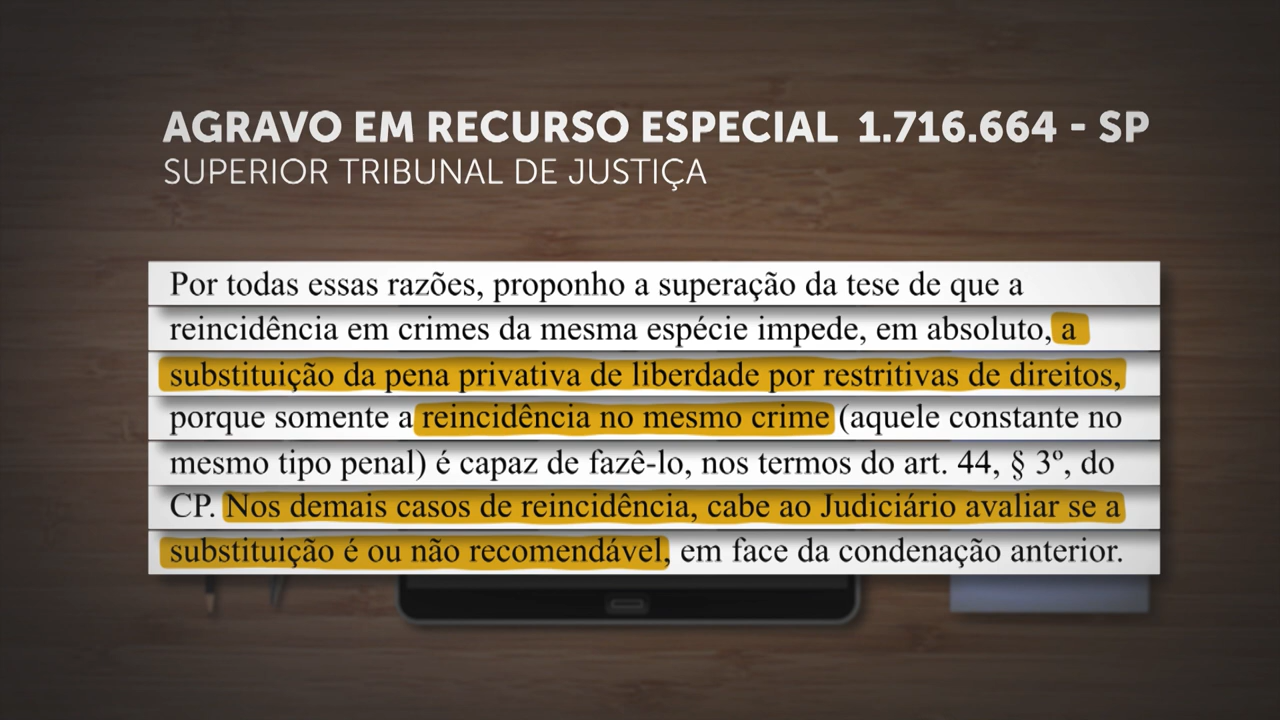 AGRAVO EM RECURSO ESPECIAL 1.716.664 - SP
SUPERIOR TRIBUNAL DE JUSTIÇA
Por todas essas razões, proponho a superação da tese de que a
reincidência em crimes da mesma espécie impede, em absoluto, a
substituição da pena privativa de liberdade por restritivas de direitos,
porque somente a reincidência no mesmo crime (aquele constante no
mesmo tipo penal) é capaz de fazê-lo, nos termos do art. 44, § 3º, do
CP. Nos demais casos de reincidência, cabe ao Judiciário avaliar se a
substituição é ou não recomendável, em face da condenação anterior.